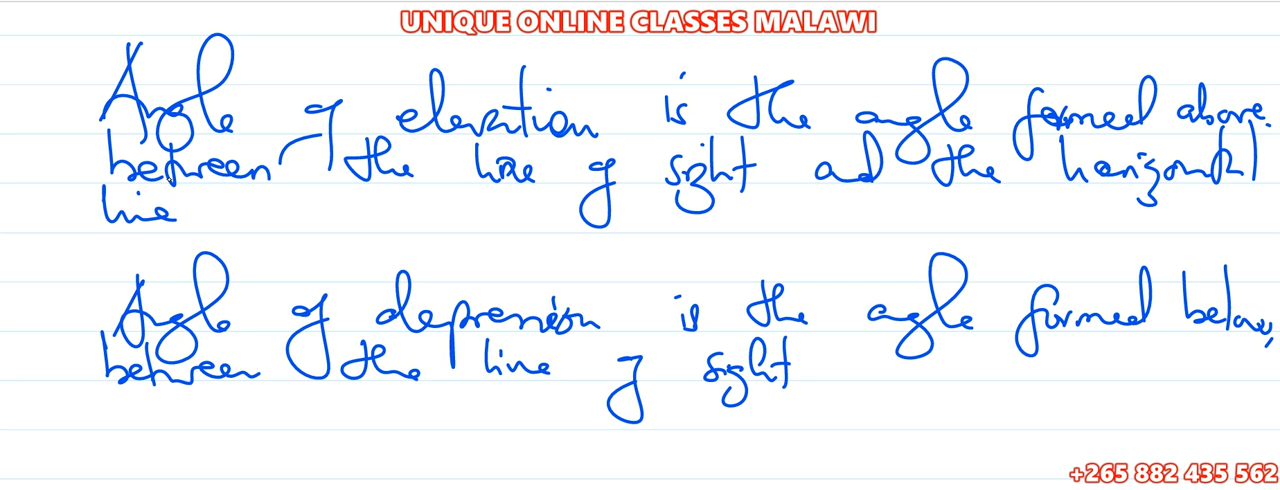 UNIQUE ONLINE CLASSES MALAWI
Angle of elevation is the angle formed above.
between the line of sight and the horizontal
line
Angle of depression is the angle formed below,
between the line of sight
+265 882 435 562